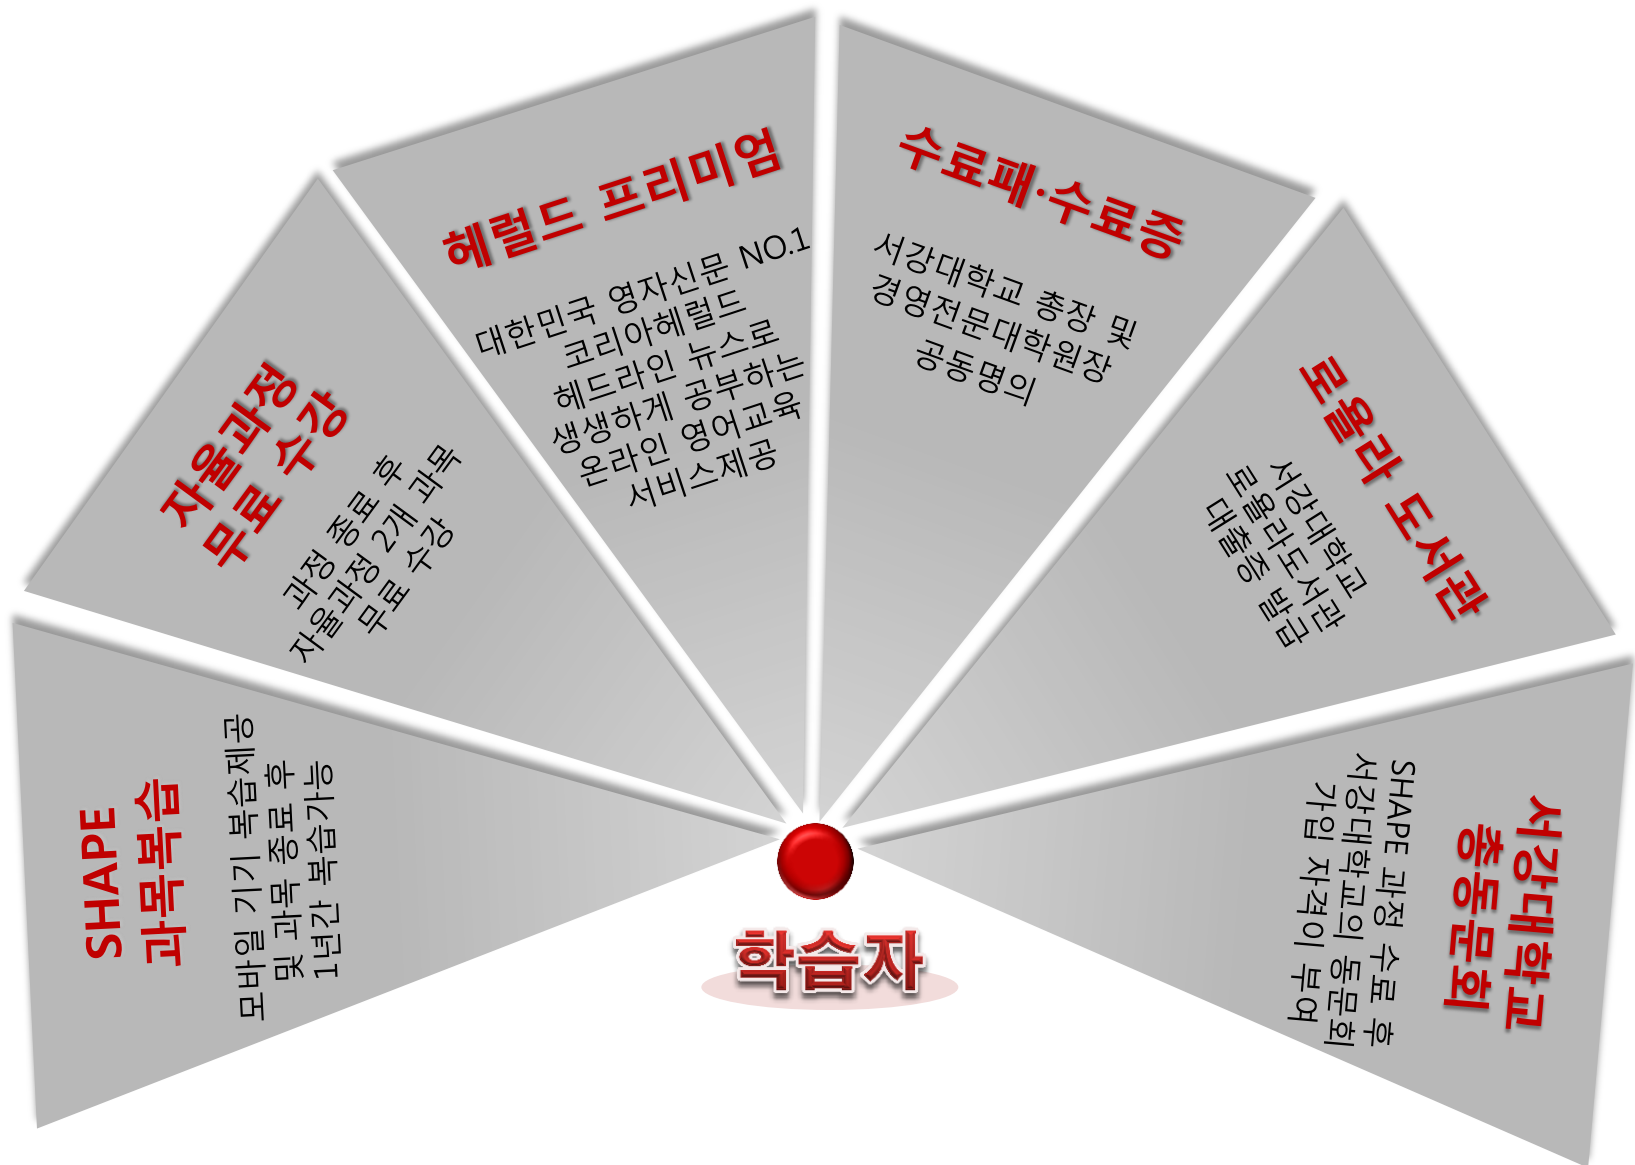 SHAPE
과목복습
모바일 기기 복습제공
및 과목 종료 후
1년간 복습가능
자율과정
무료 수강
과정 종료 후
자율과정 2개 과목
무료 수강
헤럴드 프리미엄
대한민국 영자신문 NO.1
코리아헤럴드
헤드라인 뉴스로
생생하게 공부하는
온라인 영어교육
서비스제공
수료패·수료증
서강대학교 총장 및
경영전문대학원장
공동명의
로욜라 도서관
서강대학교
로욜라도서관
대출증 발급
서강대학교
총동문회
SHAPE 과정 수료 후
서강대학교의 동문회
가입 자격이 부여
학습자